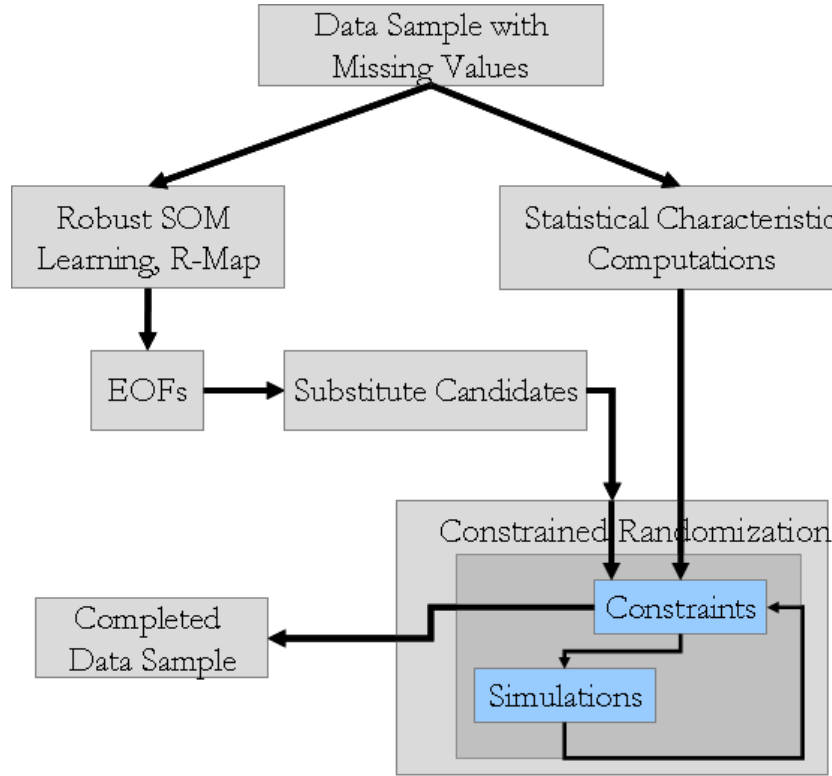 Data Sample with
Missing Values
Robust SOM
Learning, R-Map
Statistical Characteristic
Computations
EOFs
Substitute Candidates
Constrained Randomization
Constraints
Completed
Data Sample
Simulations